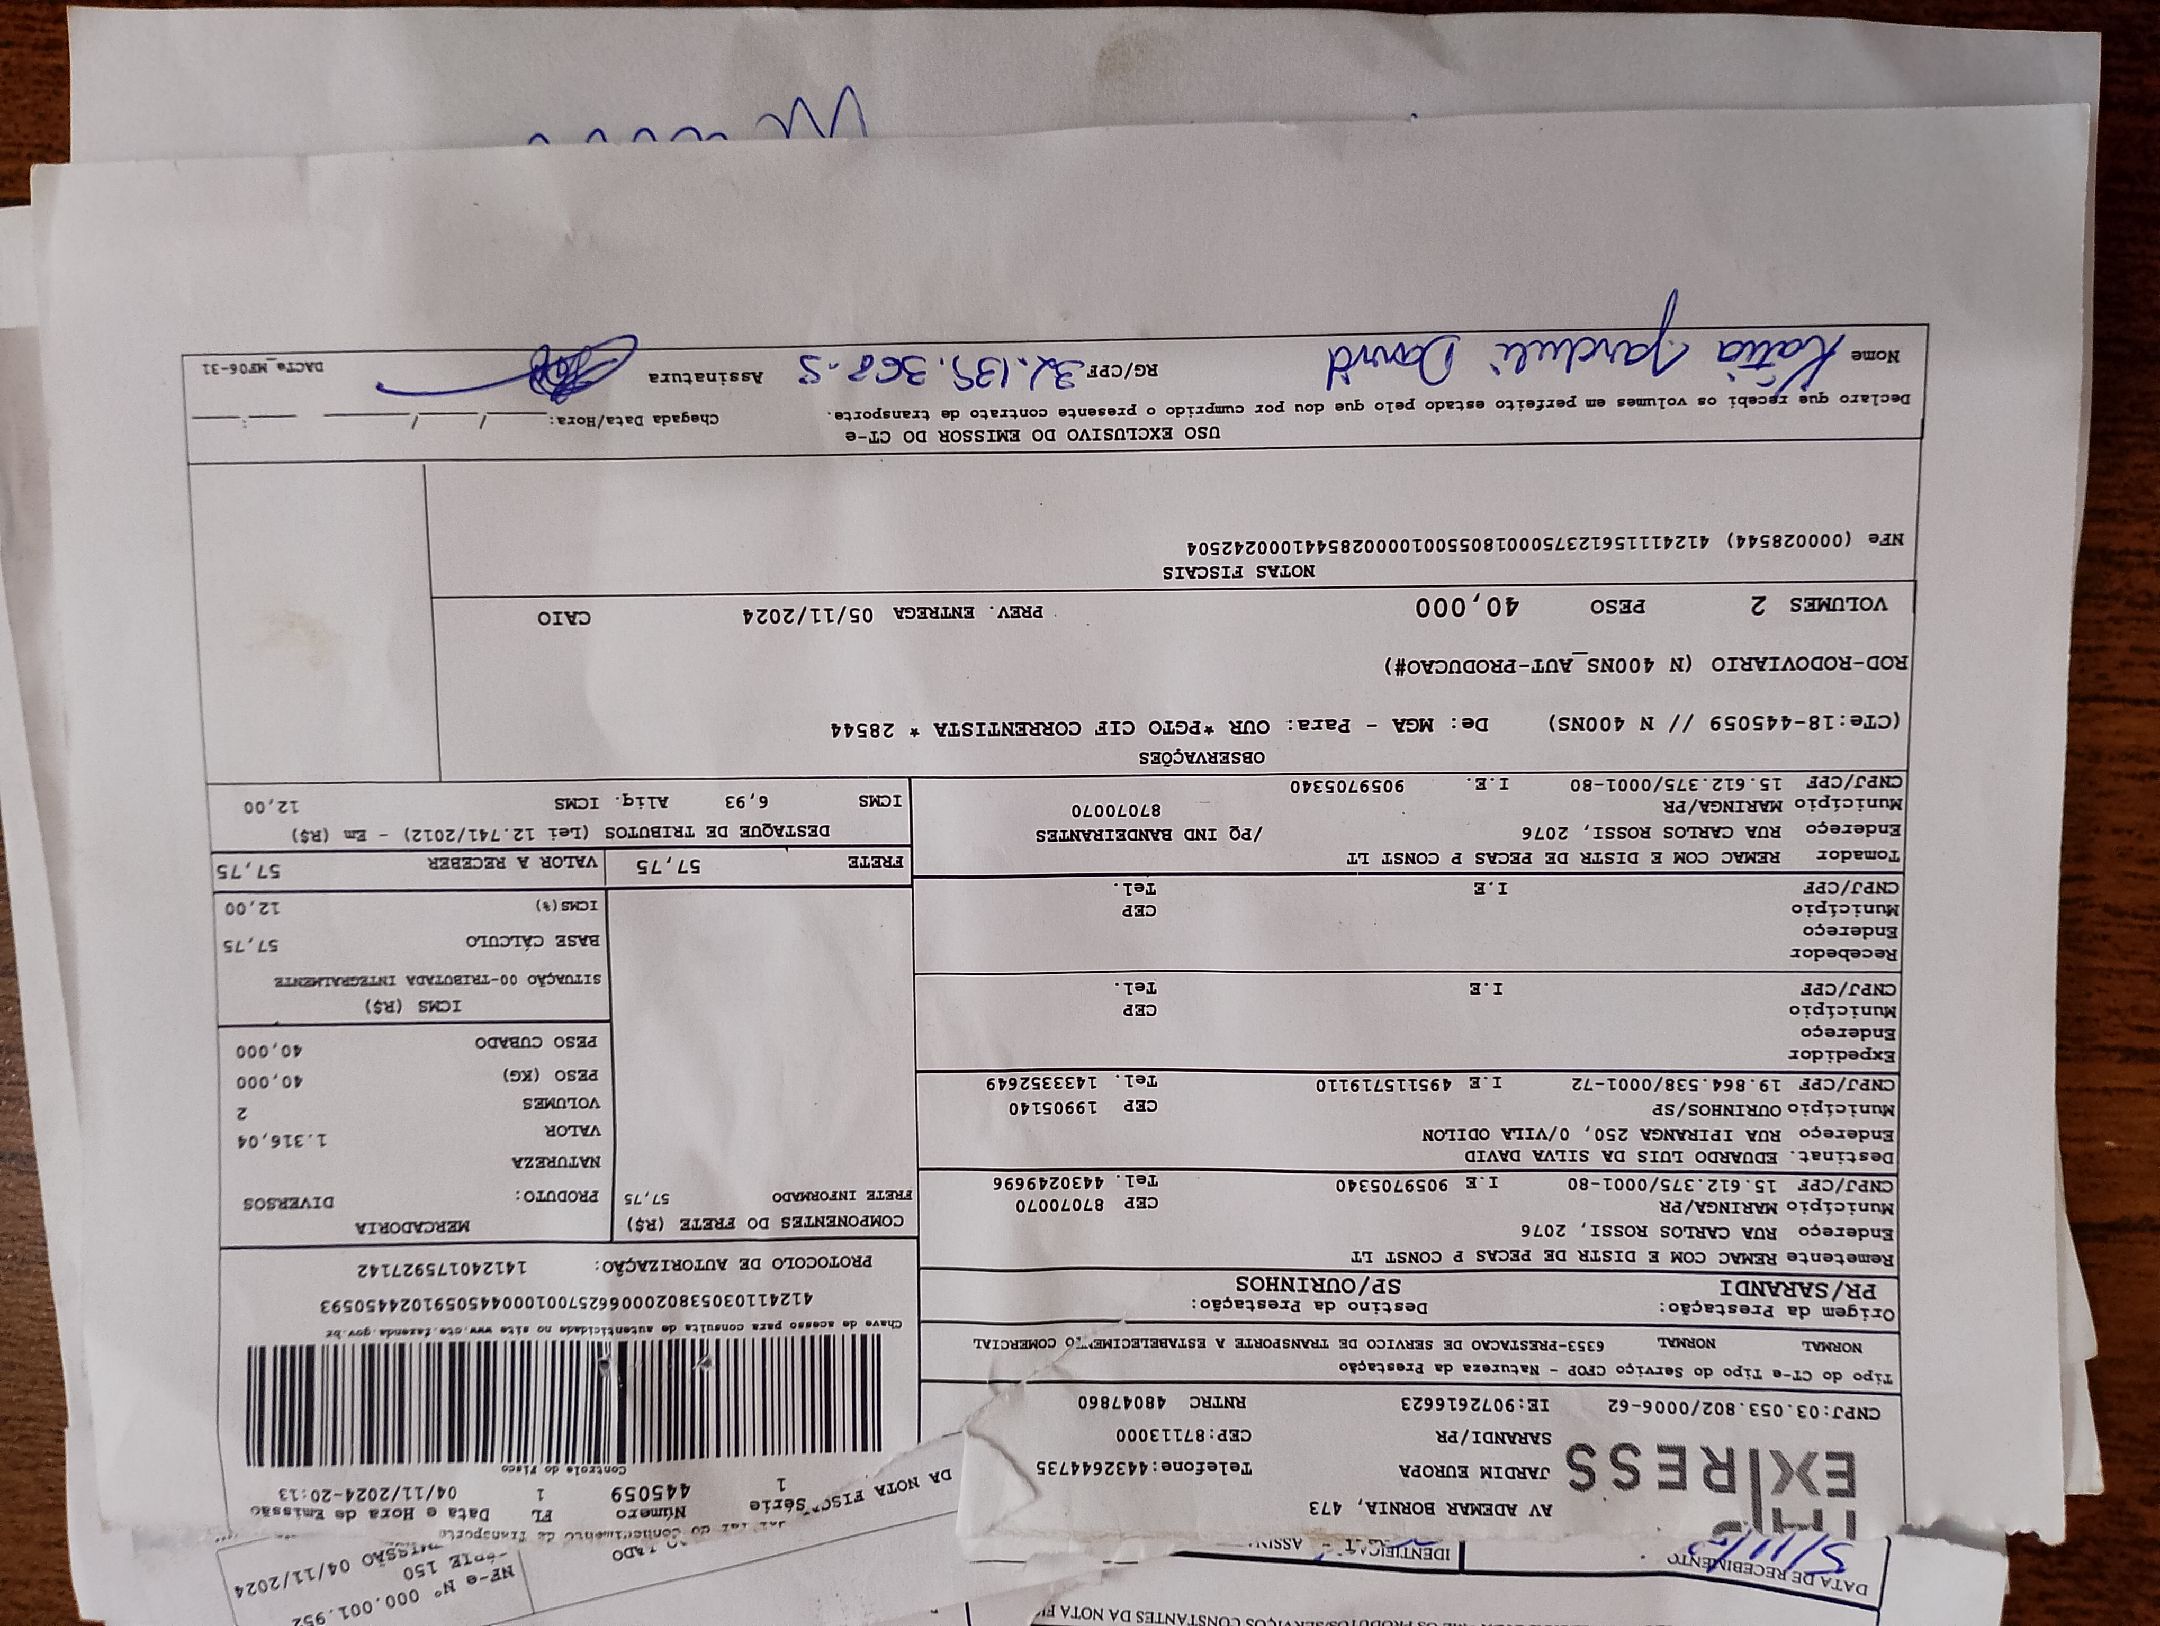 DATA DE RECEBIMENTO
5/11/
NF-e Nº 000.001.952
SÉRIE 150
EMISSÃO 04/11/2024
DA NOTA
EXPRESS
AV ADEMAR BORNIA, 473
JARDIM EUROPA Telefone:4432644735
SARANDI/PR CEP:87113000
CNPJ:03.053.802/0006-62 IE:9072616623 RNTRC 48047860
Número FL Data e Hora de Emissão
Série 1 445059 1 04/11/2024-20:13
Controle do Fisco
Chave de acesso para consulta de autenticidade no site www.cte.fazenda.gov.br
41241103053802000662570010004450591024450593
PROTOCOLO DE AUTORIZAÇÃO: 141240175927142
Tipo do CT-e Tipo do Serviço CFOP - Natureza da Prestação
NORMAL NORMAL 6353-PRESTACAO DE SERVICO DE TRANSPORTE A ESTABELECIMENTO COMERCIAL
Origem da Prestação: Destino da Prestação:
PR/SARANDI SP/OURINHOS
Remetente REMAC COM E DISTR DE PECAS P CONST LT
Endereço RUA CARLOS ROSSI, 2076
Município MARINGA/PR CEP 87070070
CNPJ/CPF 15.612.375/0001-80 I.E 9059705340 Tel. 4430249696
Destinat. EDUARDO LUIS DA SILVA DAVID
Endereço RUA IPIRANGA 250, 0/VILA ODILON
Município OURINHOS/SP CEP 19905140
CNPJ/CPF 19.864.538/0001-72 I.E 495115719110 Tel. 1433352649
Expedidor
Endereço
Município CEP
CNPJ/CPF I.E Tel.
Recebedor
Endereço
Município CEP
CNPJ/CPF I.E Tel.
Tomador REMAC COM E DISTR DE PECAS P CONST LT
Endereço RUA CARLOS ROSSI, 2076 /PQ IND BANDEIRANTES
Município MARINGA/PR 87070070
CNPJ/CPF 15.612.375/0001-80 I.E. 9059705340
COMPONENTES DO FRETE (R$)
FRETE INFORMADO 57,75
MERCADORIA
PRODUTO: DIVERSOS
NATUREZA
VALOR 1.316,04
VOLUMES 2
PESO (KG) 40,000
PESO CUBADO 40,000
ICMS (R$)
SITUAÇÃO 00-TRIBUTADA INTEGRALMENTE
BASE CÁLCULO 57,75
ICMS(%) 12,00
FRETE 57,75 VALOR A RECEBER 57,75
DESTAQUE DE TRIBUTOS (Lei 12.741/2012) - Em (R$)
ICMS 6,93 Aliq. ICMS 12,00
OBSERVAÇÕES
(CTe:18-445059 // N 400NS) De: MGA - Para: OUR *PGTO CIF CORRENTISTA * 28544
ROD-RODOVIARIO (N 400NS_AUT-PRODUCAO#)
VOLUMES 2 PESO 40,000 PREV. ENTREGA 05/11/2024 CAIO
NOTAS FISCAIS
NFe (000028544) 41241115612375000180550010000285441000242504
USO EXCLUSIVO DO EMISSOR DO CT-e
Declaro que recebi os volumes em perfeito estado pelo que dou por cumprido o presente contrato de transporte. Chegada Data/Hora: / / :
Nome Katia David RG/CPF 32.139.368-5 Assinatura DACTe_MF06-31